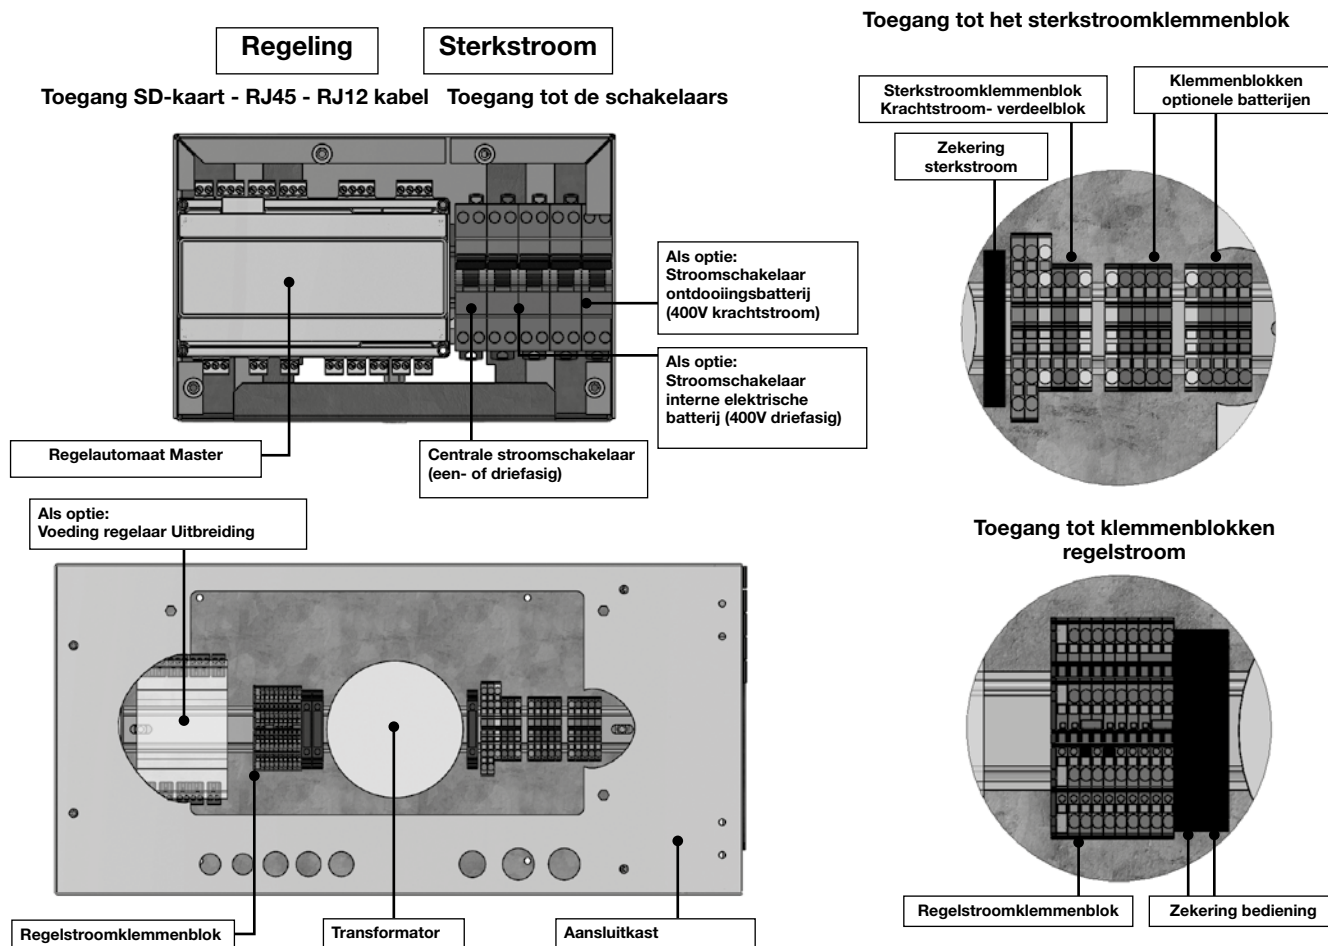 Regeling
Sterkstroom
Toegang SD-kaart - RJ45 - RJ12 kabel
Toegang tot de schakelaars
Als optie:
Stroomschakelaar
ontdooiingsbatterij
(400V krachtstroom)
Als optie:
Stroomschakelaar
interne elektrische
batterij (400V driefasig)
Regelautomaat Master
Centrale stroomschakelaar
(een- of driefasig)
Als optie:
Voeding regelaar Uitbreiding
Regelstroomklemmenblok
Transformator
Aansluitkast
Toegang tot het sterkstroomklemmenblok
Sterkstroomklemmenblok
Krachtstroom- verdeelblok
Klemmenblokken
optionele batterijen
Zekering
sterkstroom
Toegang tot klemmenblokken
regelstroom
Regelstroomklemmenblok
Zekering bediening